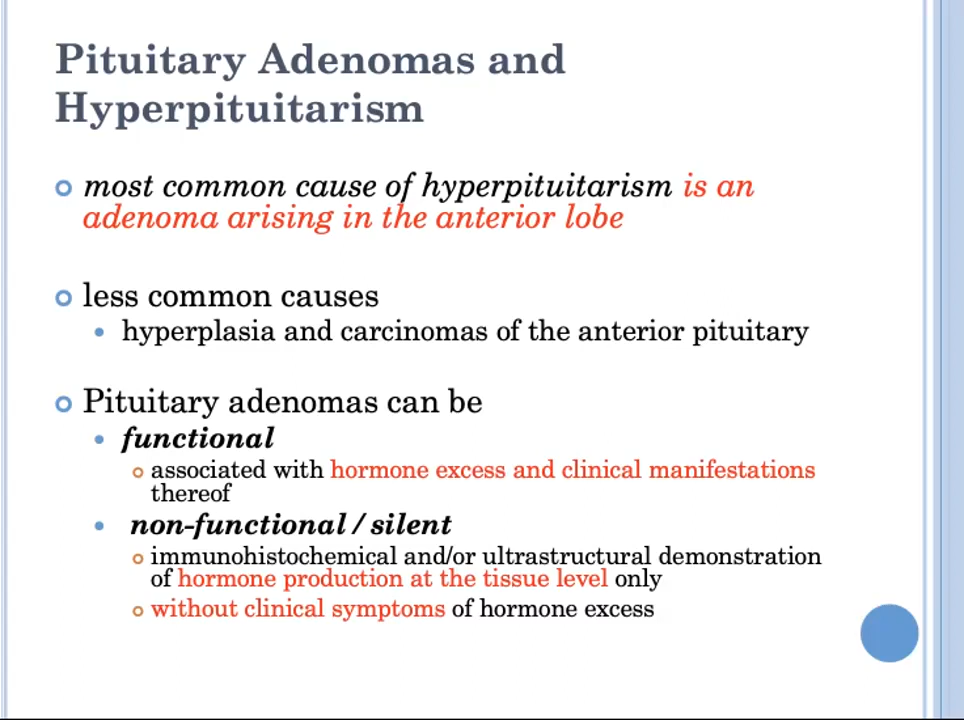 Pituitary Adenomas and
Hyperpituitarism
most common cause of hyperpituitarism is an
adenoma arising in the anterior lobe
less common causes
hyperplasia and carcinomas of the anterior pituitary
Pituitary adenomas can be
functional
associated with hormone excess and clinical manifestations
thereof
non-functional / silent
immunohistochemical and/or ultrastructural demonstration
of hormone production at the tissue level only
without clinical symptoms of hormone excess